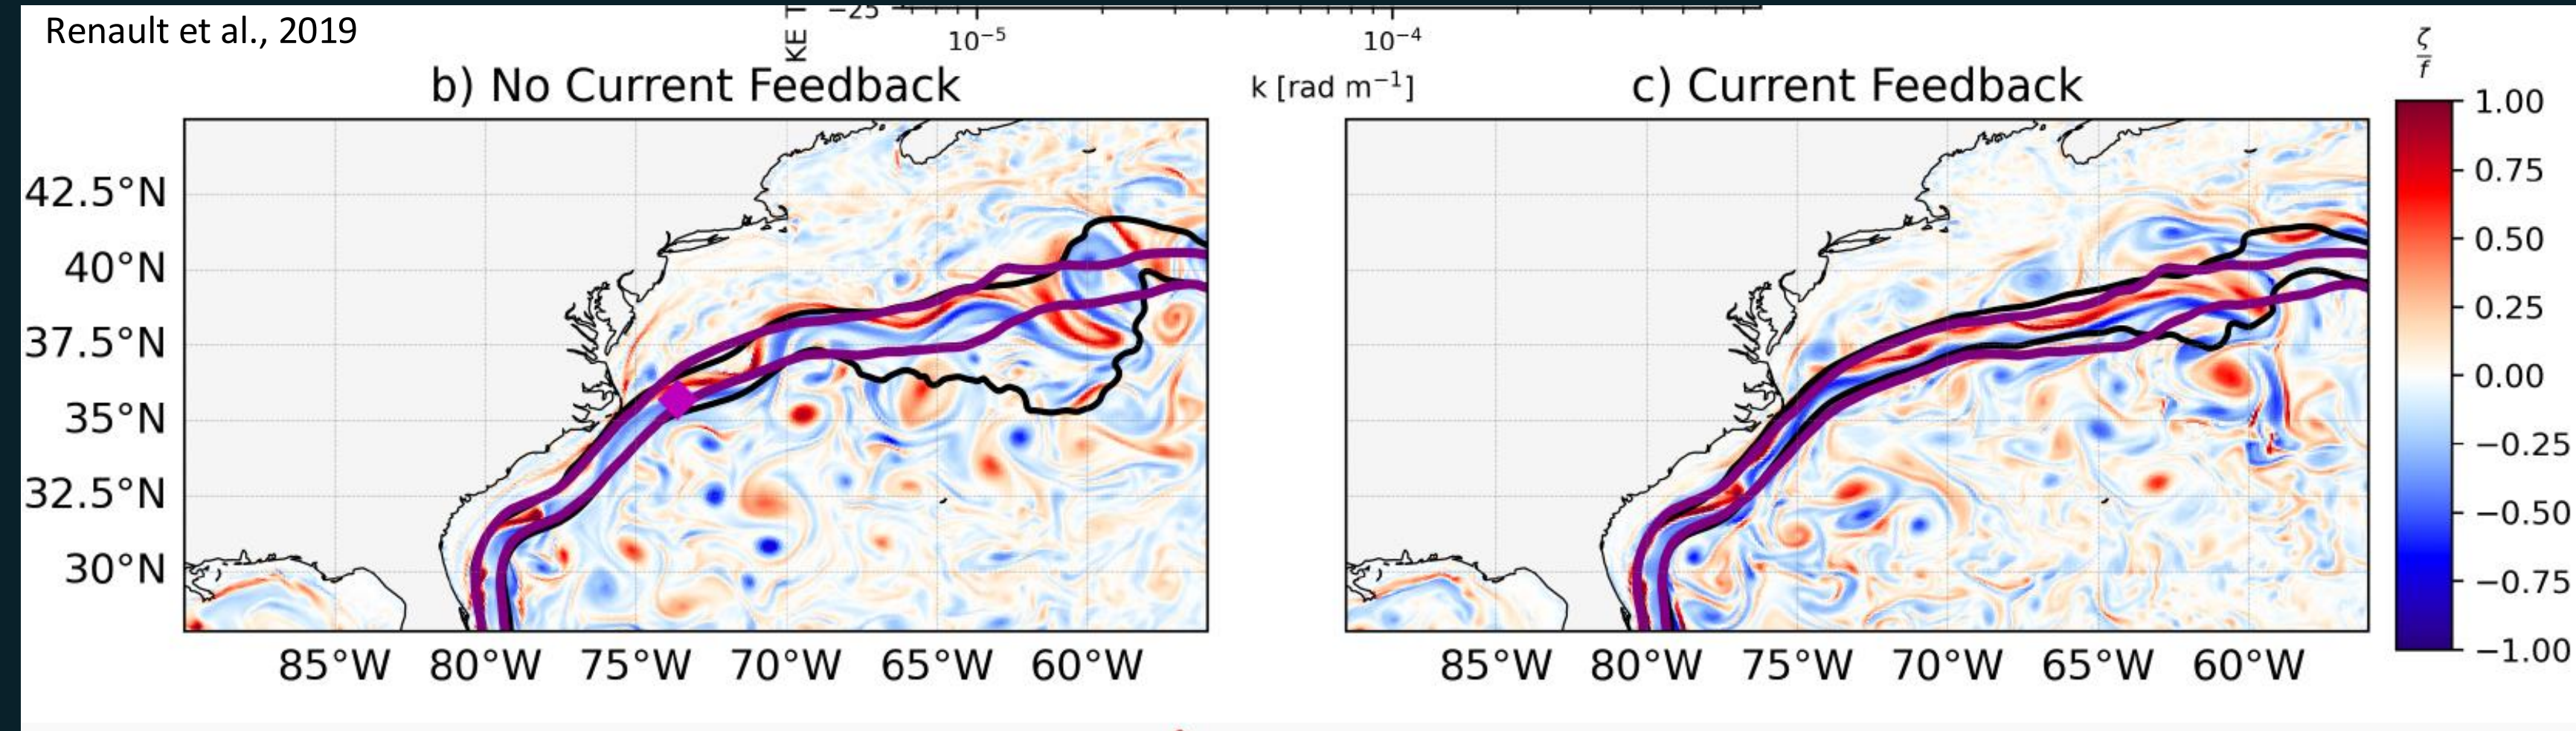 Renault et al., 2019
KE
−25
10⁻⁵
10⁻⁴
k [rad m⁻¹]
b) No Current Feedback
c) Current Feedback
ζ
f
42.5°N
40°N
37.5°N
35°N
32.5°N
30°N
85°W 80°W 75°W 70°W 65°W 60°W
85°W 80°W 75°W 70°W 65°W 60°W
1.00
0.75
0.50
0.25
0.00
−0.25
−0.50
−0.75
−1.00